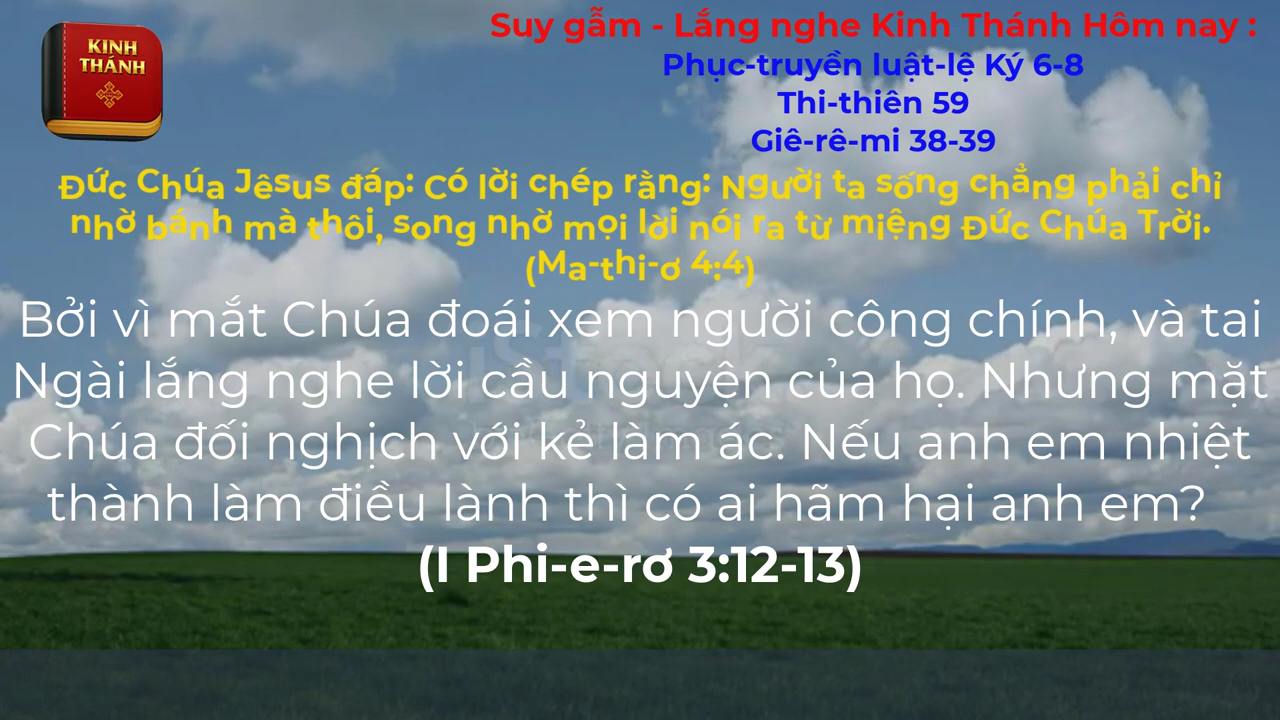 KINH
THÁNH
Suy gẫm - Lắng nghe Kinh Thánh Hôm nay :
Phục-truyền luật-lệ Ký 6-8
Thi-thiên 59
Giê-rê-mi 38-39
Đức Chúa Jêsus đáp: Có lời chép rằng: Người ta sống chẳng phải chỉ
nhờ bánh mà thôi, song nhờ mọi lời nói ra từ miệng Đức Chúa Trời.
(Ma-thi-ơ 4:4)
Bởi vì mắt Chúa đoái xem người công chính, và tai
Ngài lắng nghe lời cầu nguyện của họ. Nhưng mặt
Chúa đối nghịch với kẻ làm ác. Nếu anh em nhiệt
thành làm điều lành thì có ai hãm hại anh em?
(I Phi-e-rơ 3:12-13)